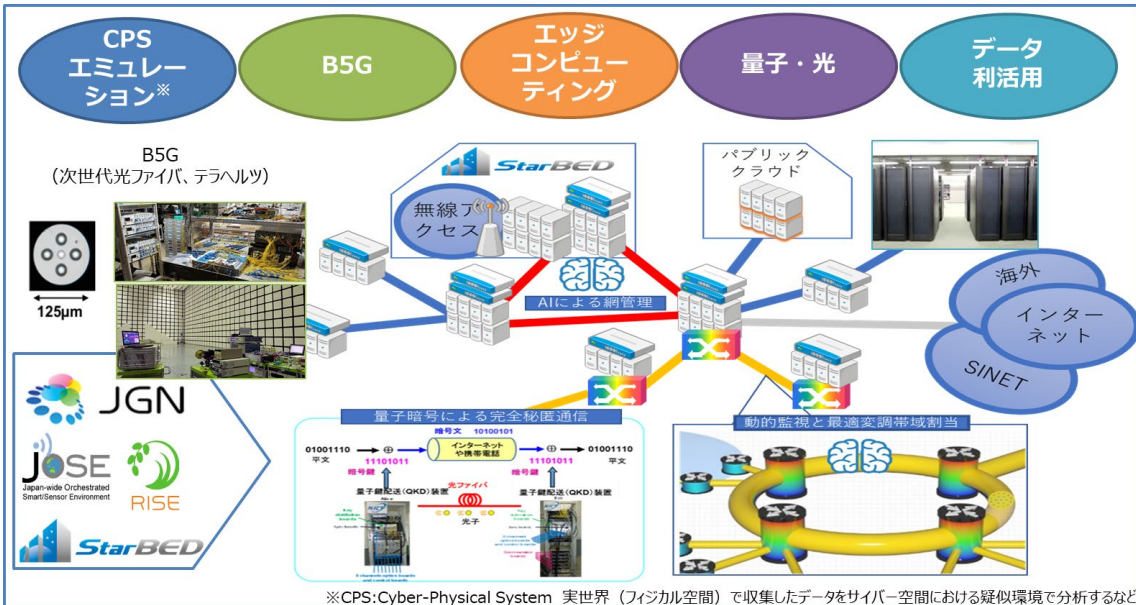 CPS
エミュレー
ション※
B5G
エッジ
コンピュー
ティング
量子・光
データ
利活用
B5G
（次世代光ファイバ、テラヘルツ）
125μm
StarBED
無線ア
クセス
パブリック
クラウド
AIによる網管理
海外
インター
ネット
SINET
JGN
JOSE
Japan-wide Orchestrated
Smart/Sensor Environment
RISE
StarBED
量子暗号による完全秘匿通信
暗号文 10100101
01001110
平文
インターネット
や携帯電話
01001110
平文
11101011
暗号鍵
11101011
暗号鍵
量子鍵配送(QKD)装置
光ファイバ
量子鍵配送(QKD)装置
光子
動的監視と最適変調帯域割当
※CPS:Cyber-Physical System 実世界（フィジカル空間）で収集したデータをサイバー空間における疑似環境で分析するなど